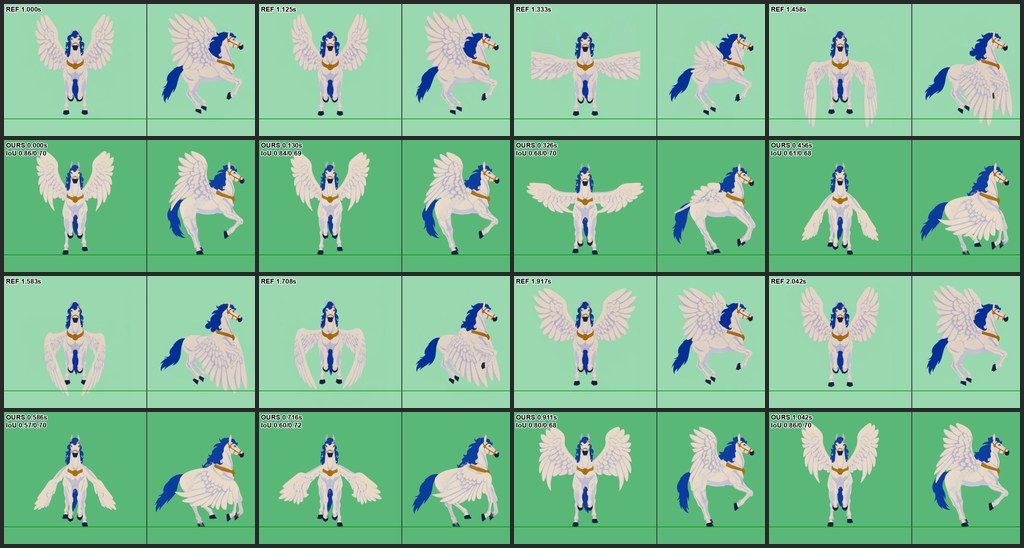 REF 1.000s
REF 1.125s
REF 1.333s
REF 1.458s
OURS 0.000s
IoU 0.86/0.70
OURS 0.130s
IoU 0.84/0.69
OURS 0.326s
IoU 0.68/0.70
OURS 0.456s
IoU 0.61/0.68
REF 1.583s
REF 1.708s
REF 1.917s
REF 2.042s
OURS 0.586s
IoU 0.57/0.70
OURS 0.716s
IoU 0.60/0.72
OURS 0.911s
IoU 0.80/0.68
OURS 1.042s
IoU 0.86/0.70